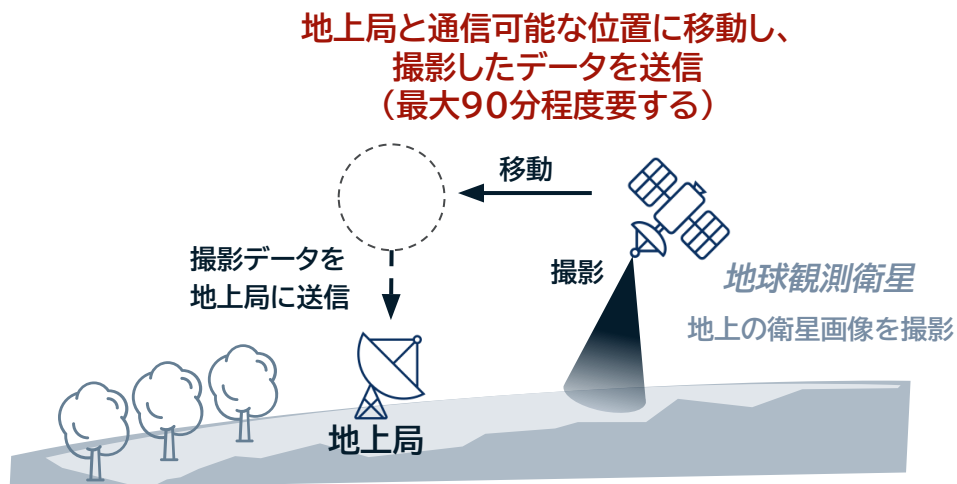 地上局と通信可能な位置に移動し、
撮影したデータを送信
（最大90分程度要する）
移動
撮影データを
地上局に送信
撮影
地球観測衛星
地上の衛星画像を撮影
地上局